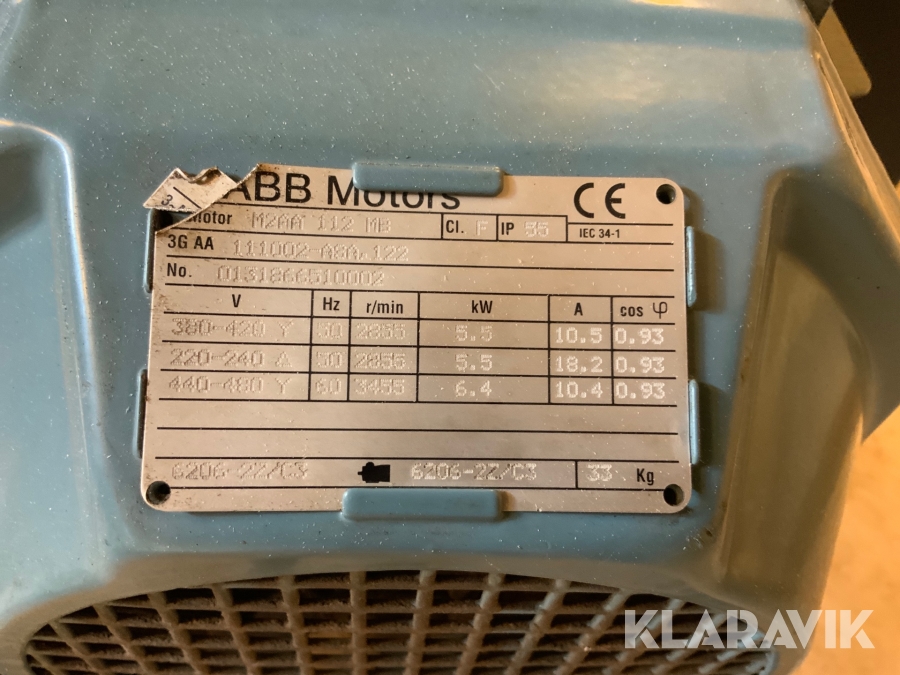 ABB Motors
CE
motor M2AA 112 MB Cl. F IP 55 IEC 34-1
3G AA 111002-ASA.122
No. 0131866510002
V Hz r/min kW A cos φ
380-420 Y 50 2855 5.5 10.5 0.93
220-240 Δ 50 2855 5.5 18.2 0.93
440-480 Y 60 3455 6.4 10.4 0.93
6206-2Z/C3 6206-2Z/C3 33 Kg
KLARAVIK